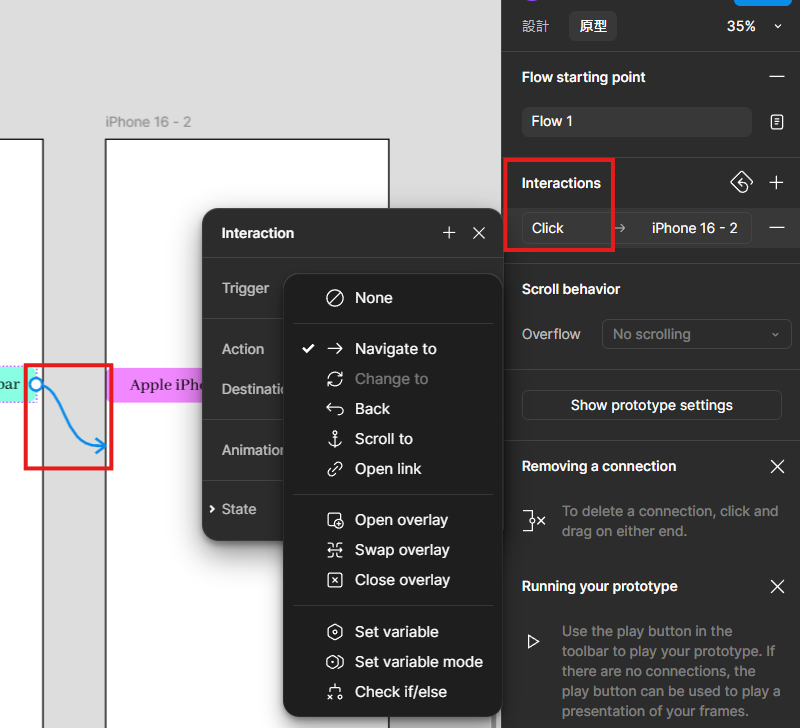 設計
原型
35%
Flow starting point
Flow 1
iPhone 16 - 2
Interactions
Click
iPhone 16 - 2
Interaction
Trigger
Action
Destinatio
Animation
State
None
Navigate to
Change to
Back
Scroll to
Open link
Open overlay
Swap overlay
Close overlay
Set variable
Set variable mode
Check if/else
bar
Apple iPho
Scroll behavior
Overflow
No scrolling
Show prototype settings
Removing a connection
To delete a connection, click and
drag on either end.
Running your prototype
Use the play button in the
toolbar to play your prototype. If
there are no connections, the
play button can be used to play a
presentation of your frames.